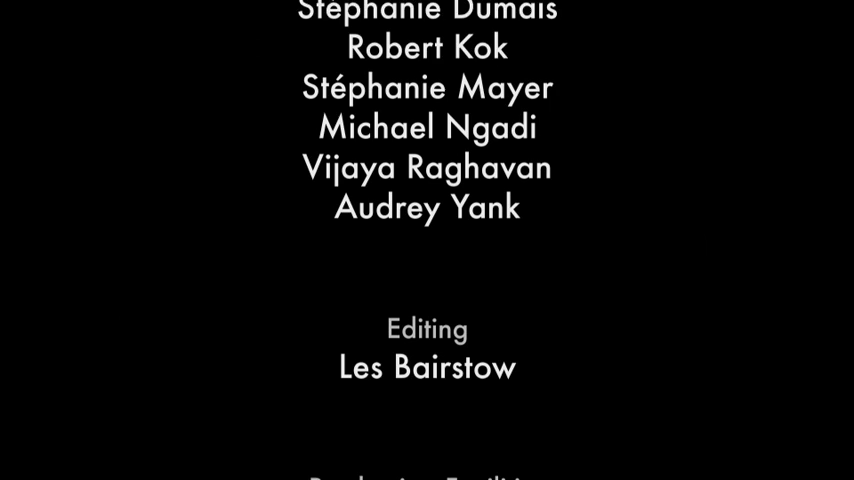 Stéphanie Dumais
Robert Kok
Stéphanie Mayer
Michael Ngadi
Vijaya Raghavan
Audrey Yank
Editing
Les Bairstow